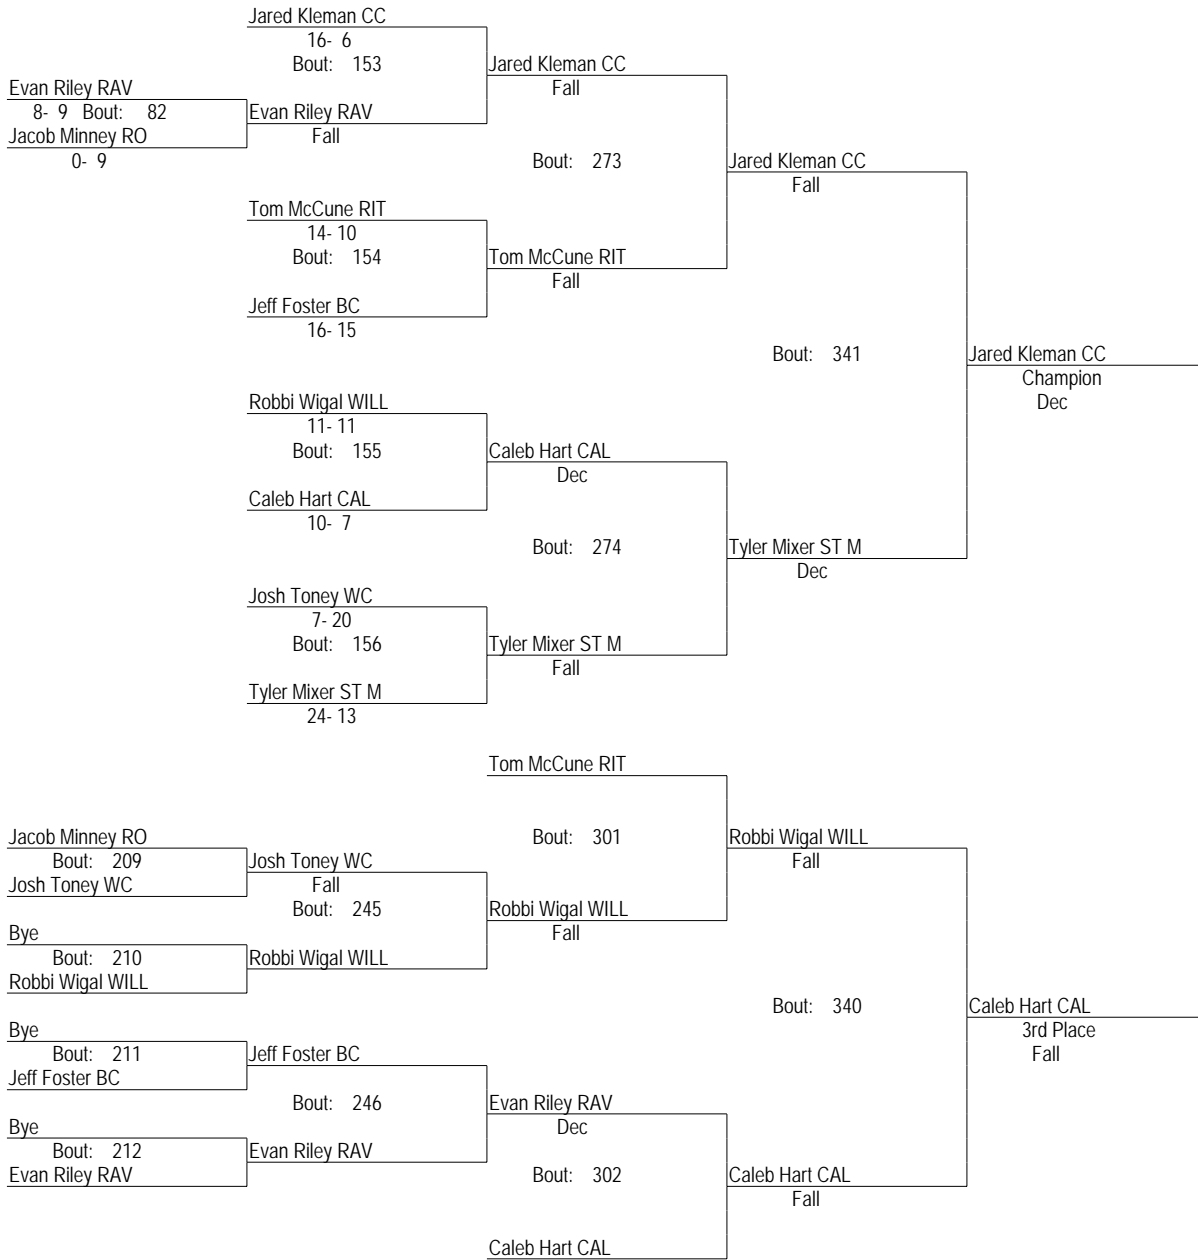 Jared Kleman CC
16- 6
Bout: 153
Jared Kleman CC
Fall
Evan Riley RAV
8- 9 Bout: 82
Evan Riley RAV
Fall
Jacob Minney RO
0- 9
Bout: 273
Jared Kleman CC
Fall
Tom McCune RIT
14- 10
Bout: 154
Tom McCune RIT
Fall
Jeff Foster BC
16- 15
Bout: 341
Jared Kleman CC
Champion
Dec
Robbi Wigal WILL
11- 11
Bout: 155
Caleb Hart CAL
Dec
Caleb Hart CAL
10- 7
Bout: 274
Tyler Mixer ST M
Dec
Josh Toney WC
7- 20
Bout: 156
Tyler Mixer ST M
Fall
Tyler Mixer ST M
24- 13
Tom McCune RIT
Bout: 301
Robbi Wigal WILL
Fall
Jacob Minney RO
Bout: 209
Josh Toney WC
Josh Toney WC
Fall
Bout: 245
Robbi Wigal WILL
Fall
Bye
Bout: 210
Robbi Wigal WILL
Robbi Wigal WILL
Bout: 340
Caleb Hart CAL
3rd Place
Fall
Bye
Bout: 211
Jeff Foster BC
Jeff Foster BC
Bout: 246
Evan Riley RAV
Dec
Bye
Bout: 212
Evan Riley RAV
Evan Riley RAV
Bout: 302
Caleb Hart CAL
Fall
Caleb Hart CAL